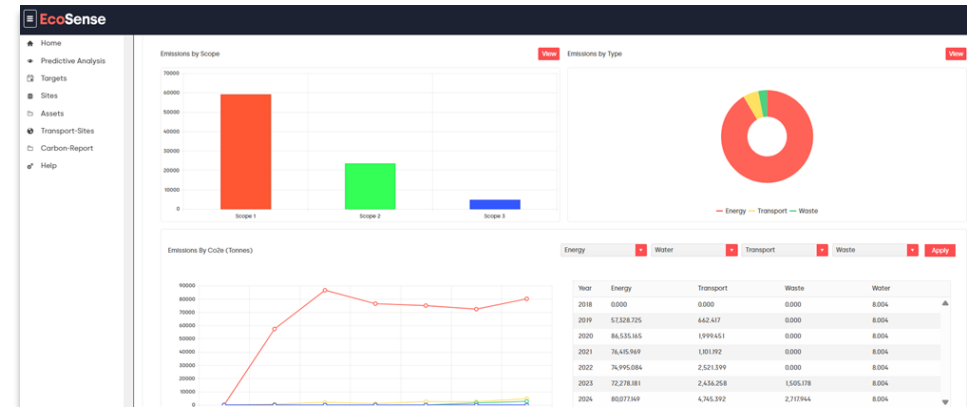 EcoSense
Home
Predictive Analysis
Targets
Sites
Assets
Transport-Sites
Carbon-Report
Help
Emissions by Scope
View
70000
60000
50000
40000
30000
20000
10000
0
Scope 1
Scope 2
Scope 3
Emissions by Type
View
Energy Transport Waste
Emissions By Co2e (Tonnes)
Energy Water Transport Waste Apply
90000
80000
70000
60000
50000
40000
30000
20000
10000
0
Year Energy Transport Waste Water
2018 0.000 0.000 0.000 8.004
2019 57,328.725 662.417 0.000 8.004
2020 86,535.165 1,999.451 0.000 8.004
2021 76,415.969 1,101.192 0.000 8.004
2022 74,995.084 2,521.399 0.000 8.004
2023 72,278.181 2,436.258 1,505.178 8.004
2024 80,077.149 4,745.392 2,717.944 8.004